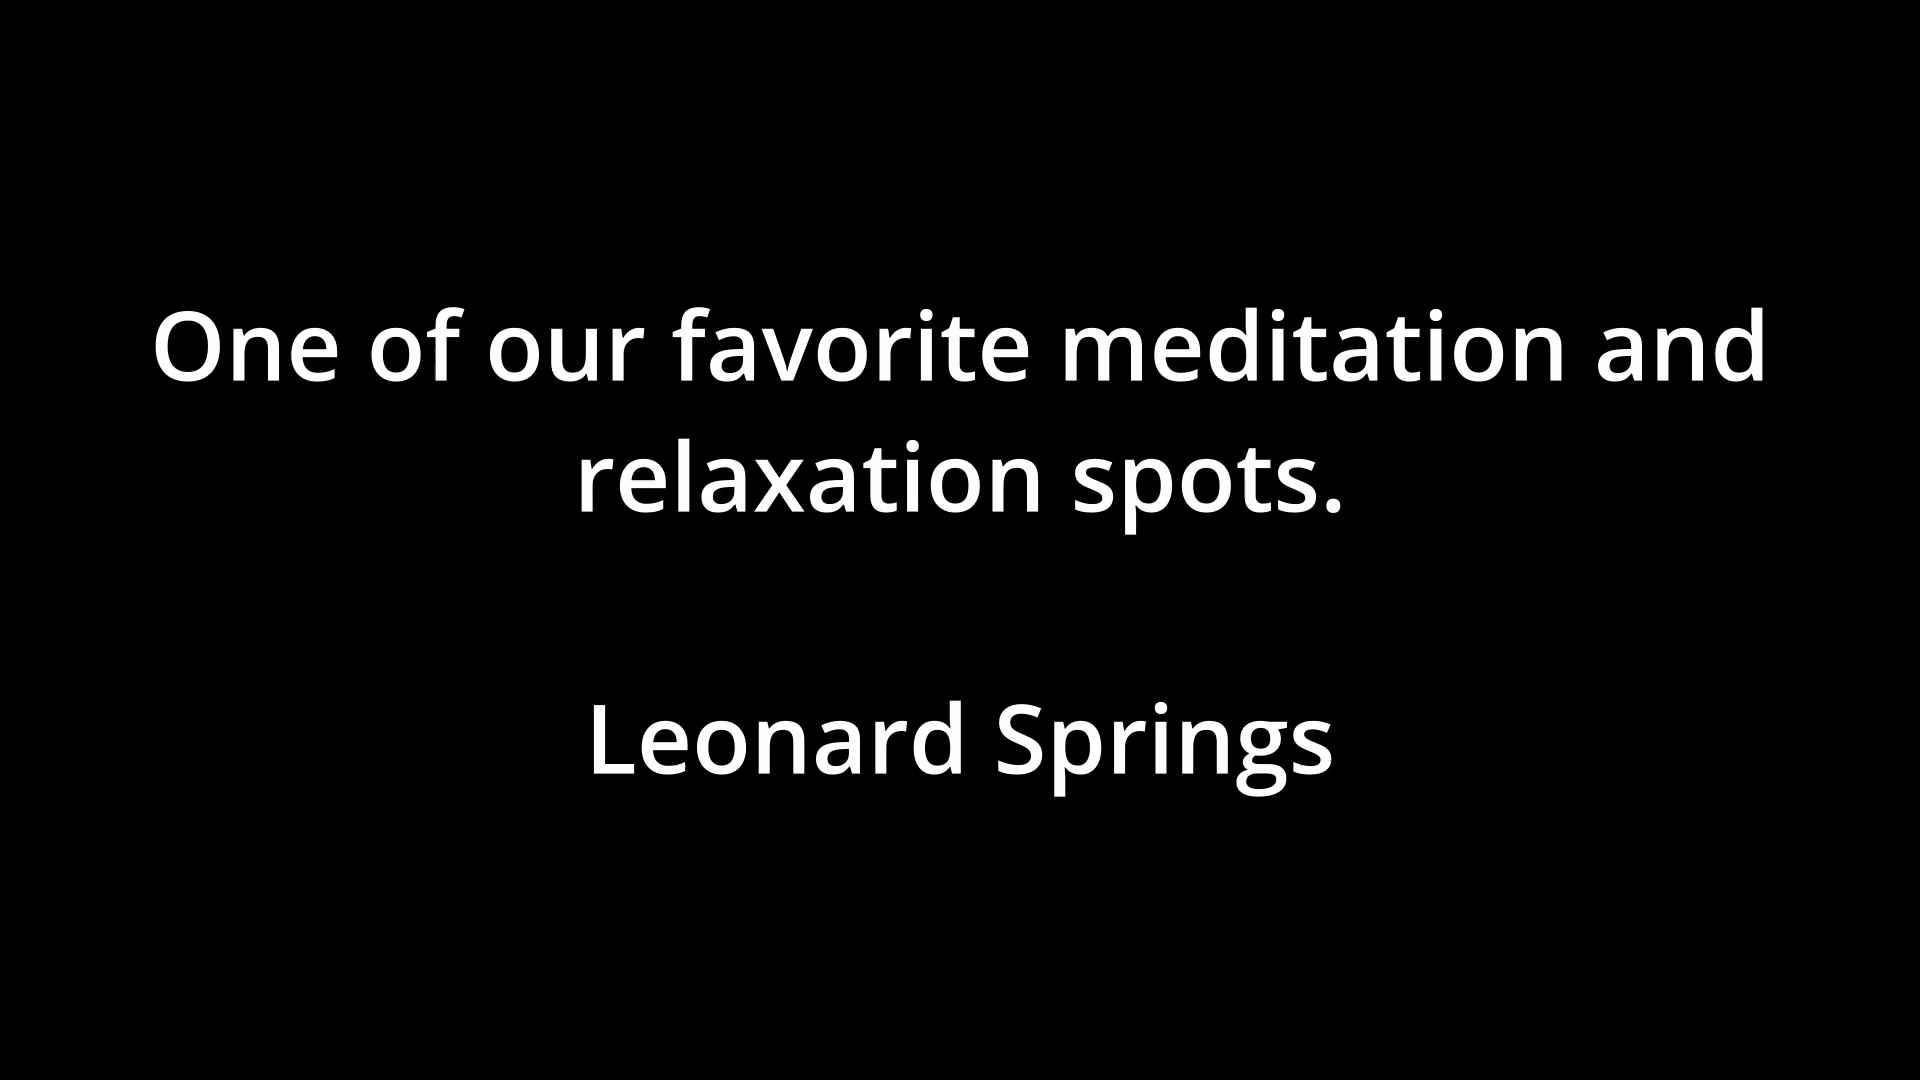 One of our favorite meditation and
relaxation spots.
Leonard Springs